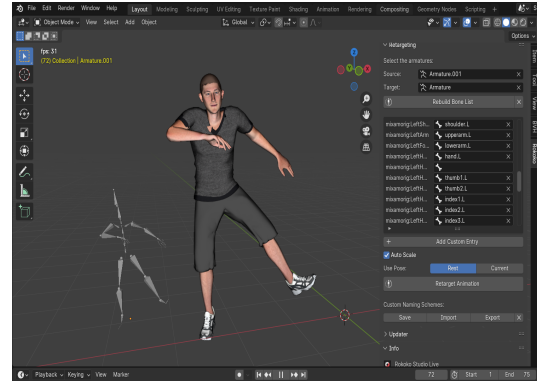 File Edit Render Window Help Layout Modeling Sculpting UV Editing Texture Paint Shading Animation Rendering Compositing Geometry Nodes Scripting +
Object Mode View Select Add Object Global
Options
fps: 31
(72) Collection | Armature.001
Z
Y
X
Retargeting
Select the armatures:
Source: Armature.001
Target: Armature
Rebuild Bone List
mixamorig:LeftSh... shoulder.L
mixamorig:LeftArm upperarm.L
mixamorig:LeftFo... lowerarm.L
mixamorig:LeftH... hand.L
mixamorig:LeftH...
mixamorig:LeftH... thumb1.L
mixamorig:LeftH... thumb2.L
mixamorig:LeftH... index1.L
mixamorig:LeftH... index2.L
mixamorig:LeftH... index3.L
+ Add Custom Entry
Auto Scale
Use Pose: Rest Current
Retarget Animation
Custom Naming Schemes:
Save Import Export X
Updater
Info
Rokoko Studio Live
Item
Tool
View
BVH
Rokoko
Playback Keying View Marker 72 Start 1 End 75